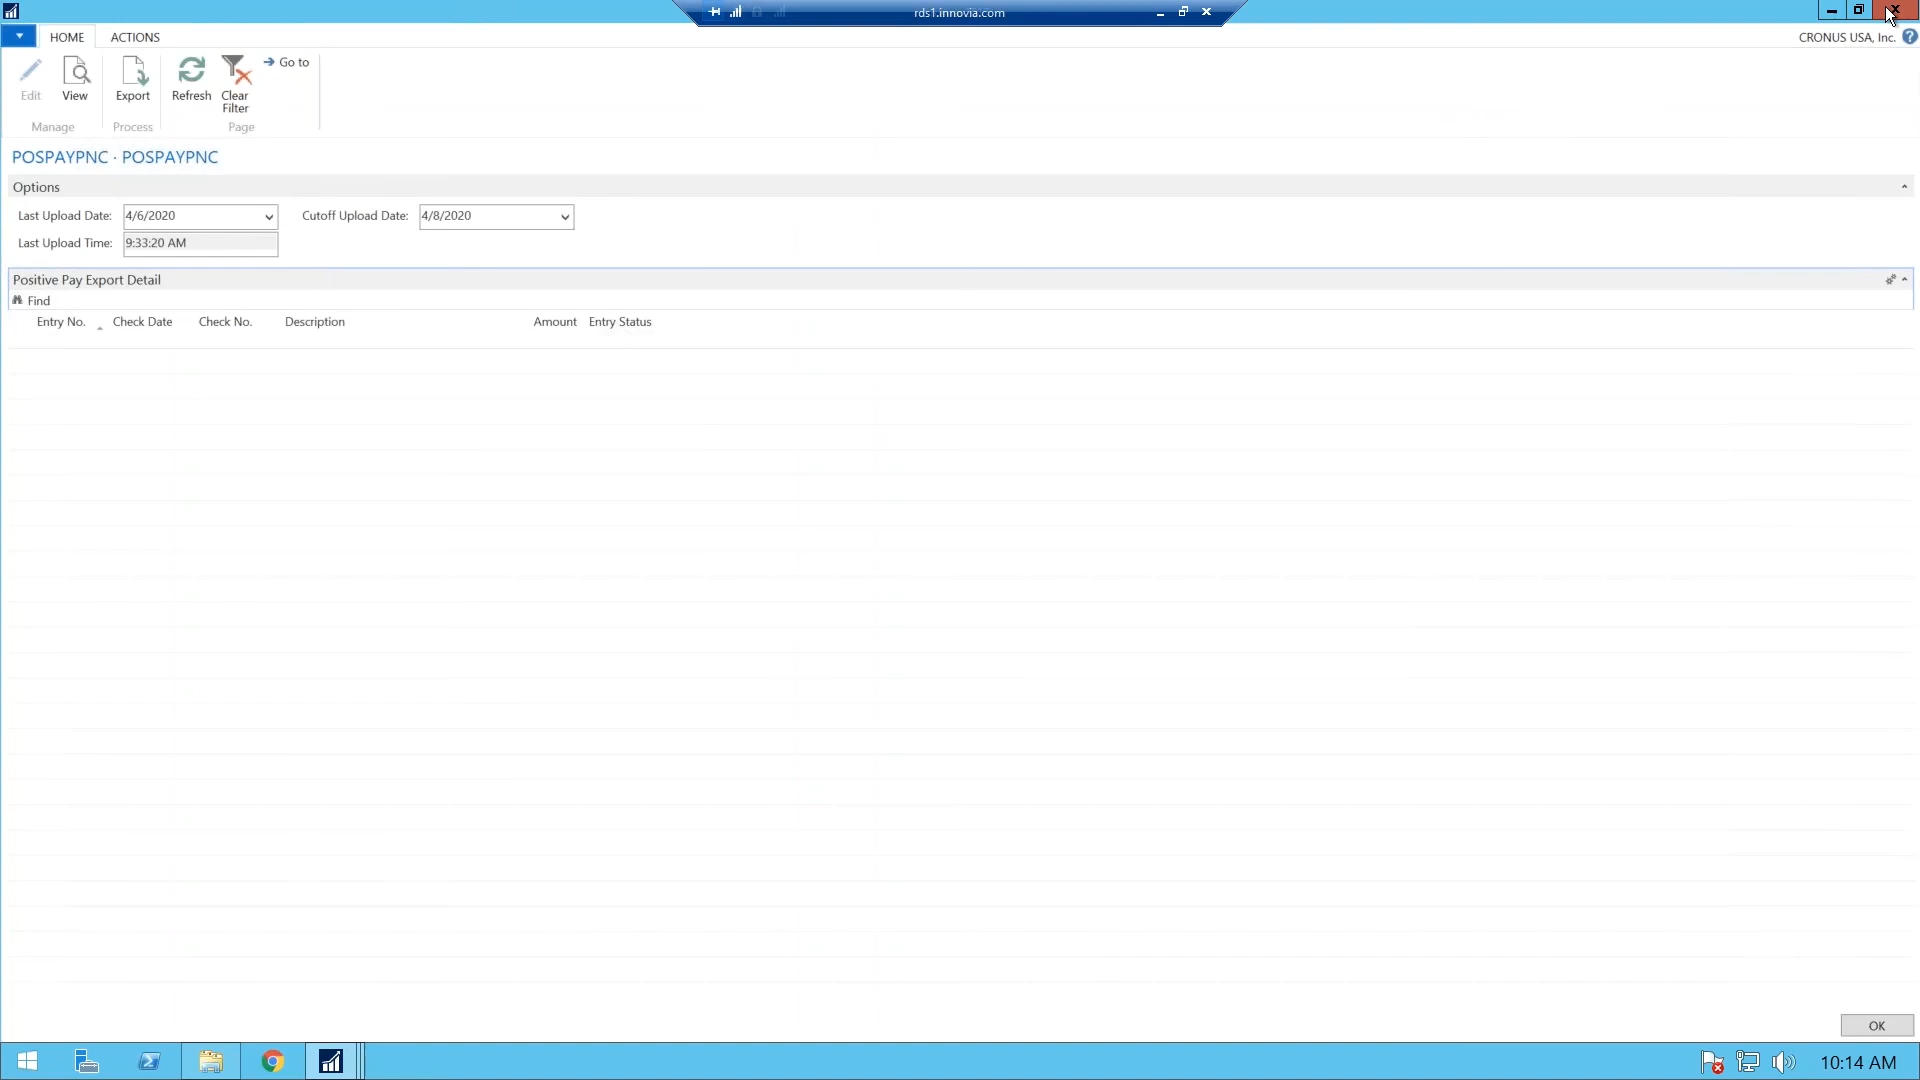 rds1.innovia.com
HOME ACTIONS
CRONUS USA, Inc.
Edit View Export Refresh Clear Filter Go to
Manage Process Page
POSPAYPNC · POSPAYPNC
Options
Last Upload Date: 4/6/2020 Cutoff Upload Date: 4/8/2020
Last Upload Time: 9:33:20 AM
Positive Pay Export Detail
Find
Entry No. Check Date Check No. Description Amount Entry Status
OK
10:14 AM